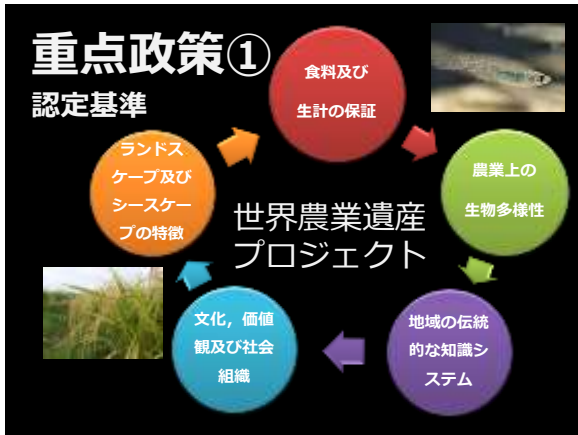 重点政策①
認定基準
食料及び
生計の保証
農業上の
生物多様性
地域の伝統
的な知識シ
ステム
文化，価値
観及び社会
組織
ランドス
ケープ及び
シースケー
プの特徴
世界農業遺産
プロジェクト